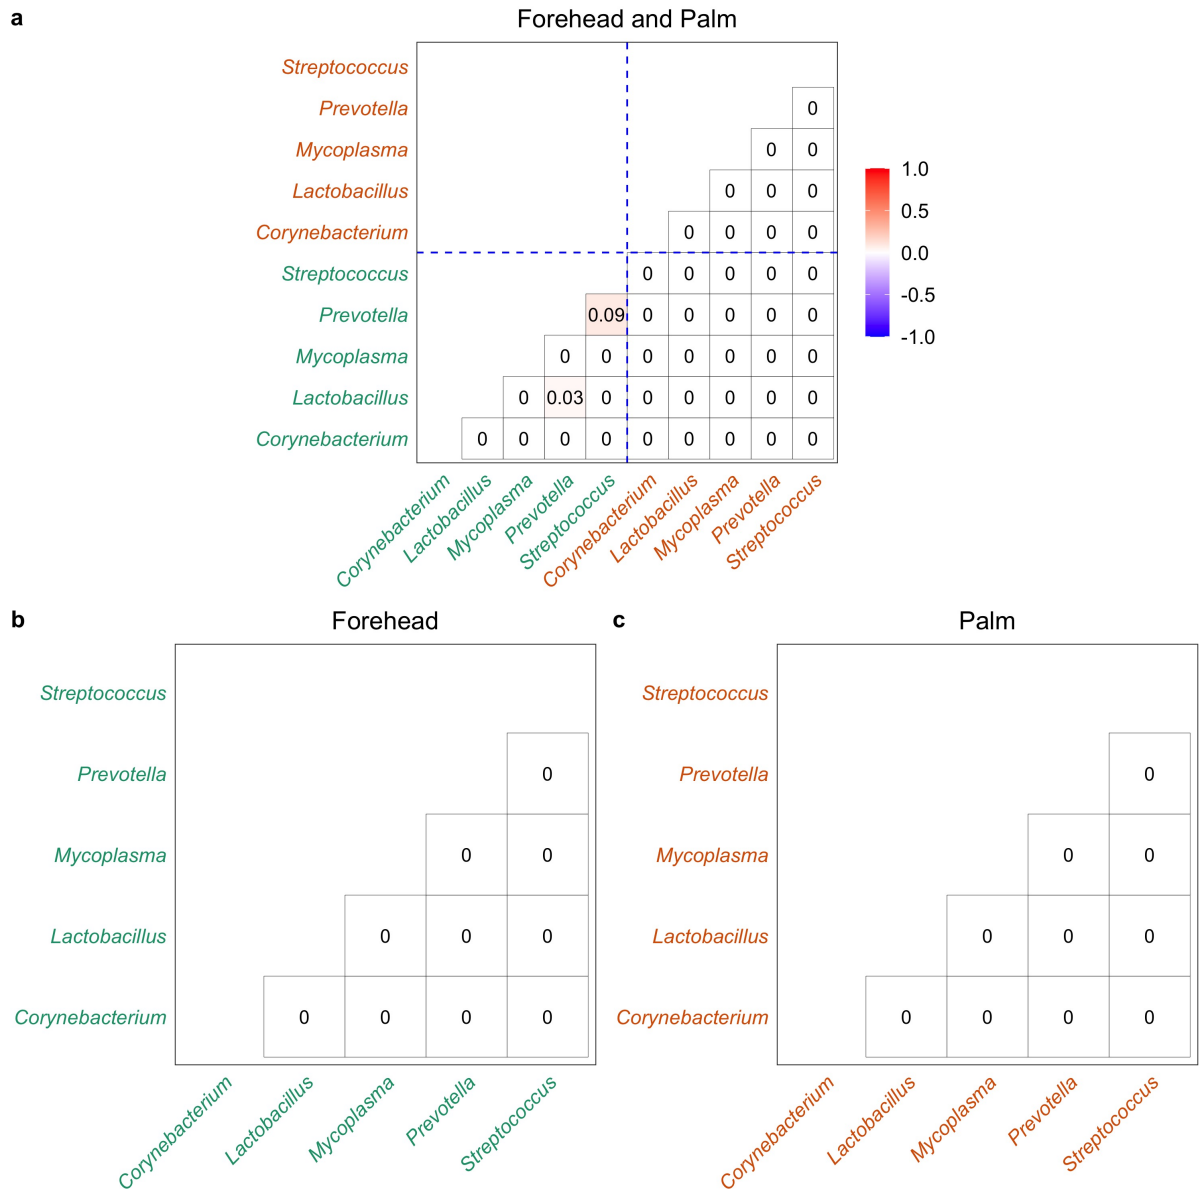 a
Forehead and Palm
Streptococcus
Prevotella 0
Mycoplasma 0 0
Lactobacillus 0 0 0
Corynebacterium 0 0 0 0
Streptococcus 0 0 0 0 0
Prevotella 0.09 0 0 0 0 0
Mycoplasma 0 0 0 0 0 0 0
Lactobacillus 0 0.03 0 0 0 0 0 0
Corynebacterium 0 0 0 0 0 0 0 0 0
Corynebacterium
Lactobacillus
Mycoplasma
Prevotella
Streptococcus
Corynebacterium
Lactobacillus
Mycoplasma
Prevotella
Streptococcus
1.0
0.5
0.0
-0.5
-1.0
b
Forehead
Streptococcus
Prevotella 0
Mycoplasma 0 0
Lactobacillus 0 0 0
Corynebacterium 0 0 0 0
Corynebacterium
Lactobacillus
Mycoplasma
Prevotella
Streptococcus
c
Palm
Streptococcus
Prevotella 0
Mycoplasma 0 0
Lactobacillus 0 0 0
Corynebacterium 0 0 0 0
Corynebacterium
Lactobacillus
Mycoplasma
Prevotella
Streptococcus